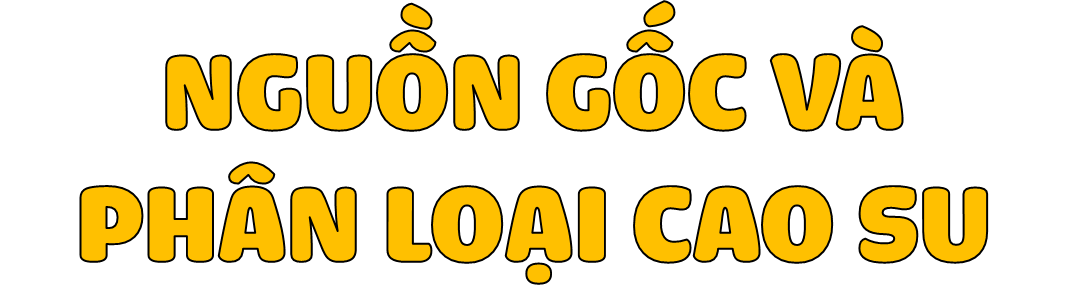 NGUỒN GỐC VÀ
PHÂN LOẠI CAO SU